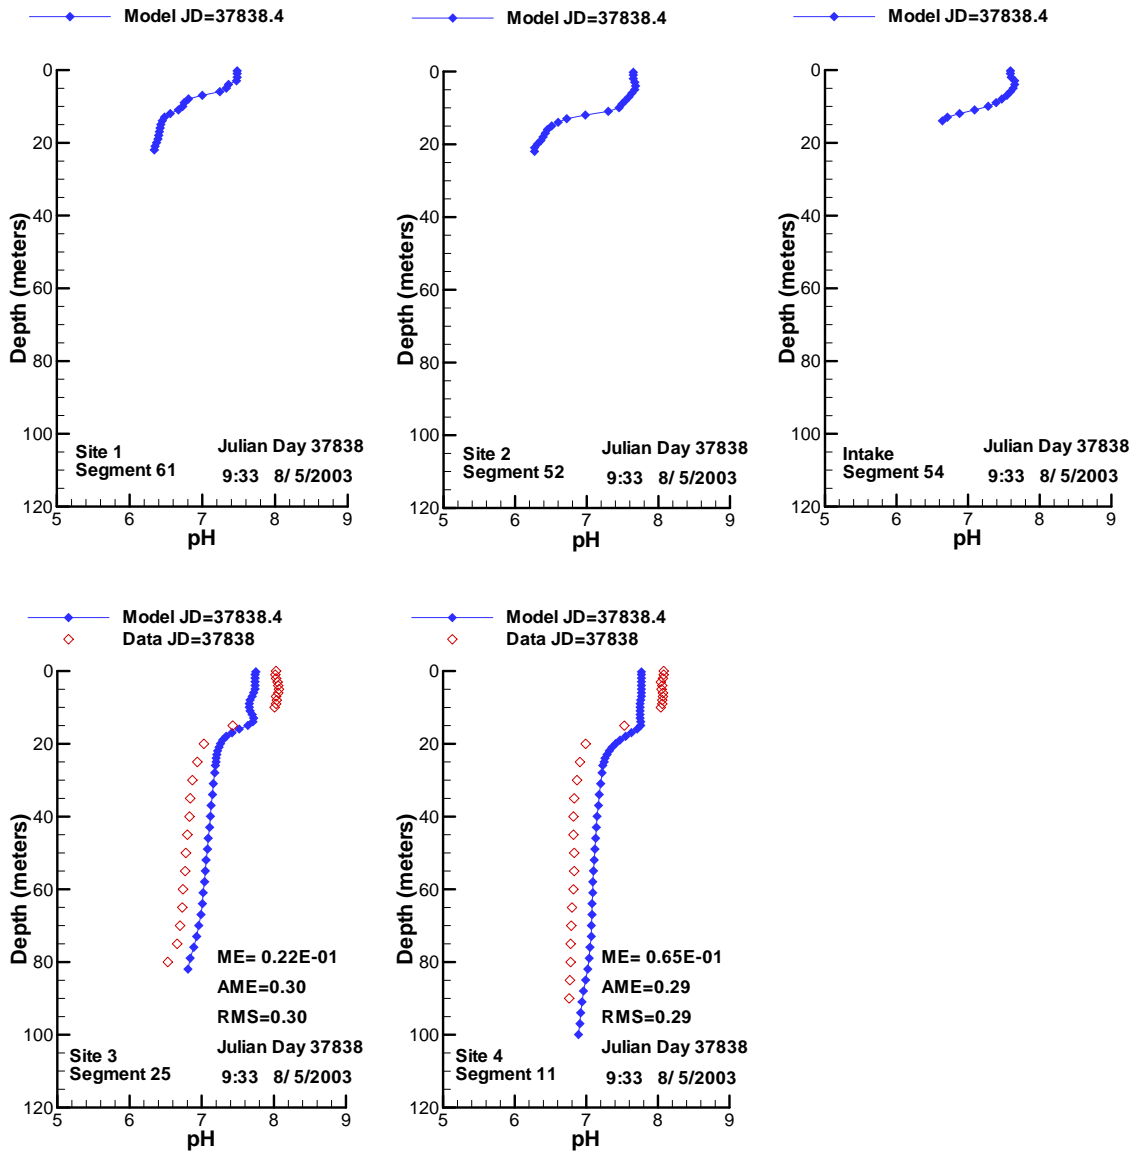 Model JD=37838.4
0
20
40
60
80
100
120
Depth (meters)
Site 1
Segment 61
Julian Day 37838
9:33 8/ 5/2003
5 6 7 8 9
pH
Model JD=37838.4
0
20
40
60
80
100
120
Depth (meters)
Site 2
Segment 52
Julian Day 37838
9:33 8/ 5/2003
5 6 7 8 9
pH
Model JD=37838.4
0
20
40
60
80
100
120
Depth (meters)
Intake
Segment 54
Julian Day 37838
9:33 8/ 5/2003
5 6 7 8 9
pH
Model JD=37838.4
Data JD=37838
0
20
40
60
80
100
120
Depth (meters)
ME= 0.22E-01
AME=0.30
RMS=0.30
Site 3
Segment 25
Julian Day 37838
9:33 8/ 5/2003
5 6 7 8 9
pH
Model JD=37838.4
Data JD=37838
0
20
40
60
80
100
120
Depth (meters)
ME= 0.65E-01
AME=0.29
RMS=0.29
Site 4
Segment 11
Julian Day 37838
9:33 8/ 5/2003
5 6 7 8 9
pH